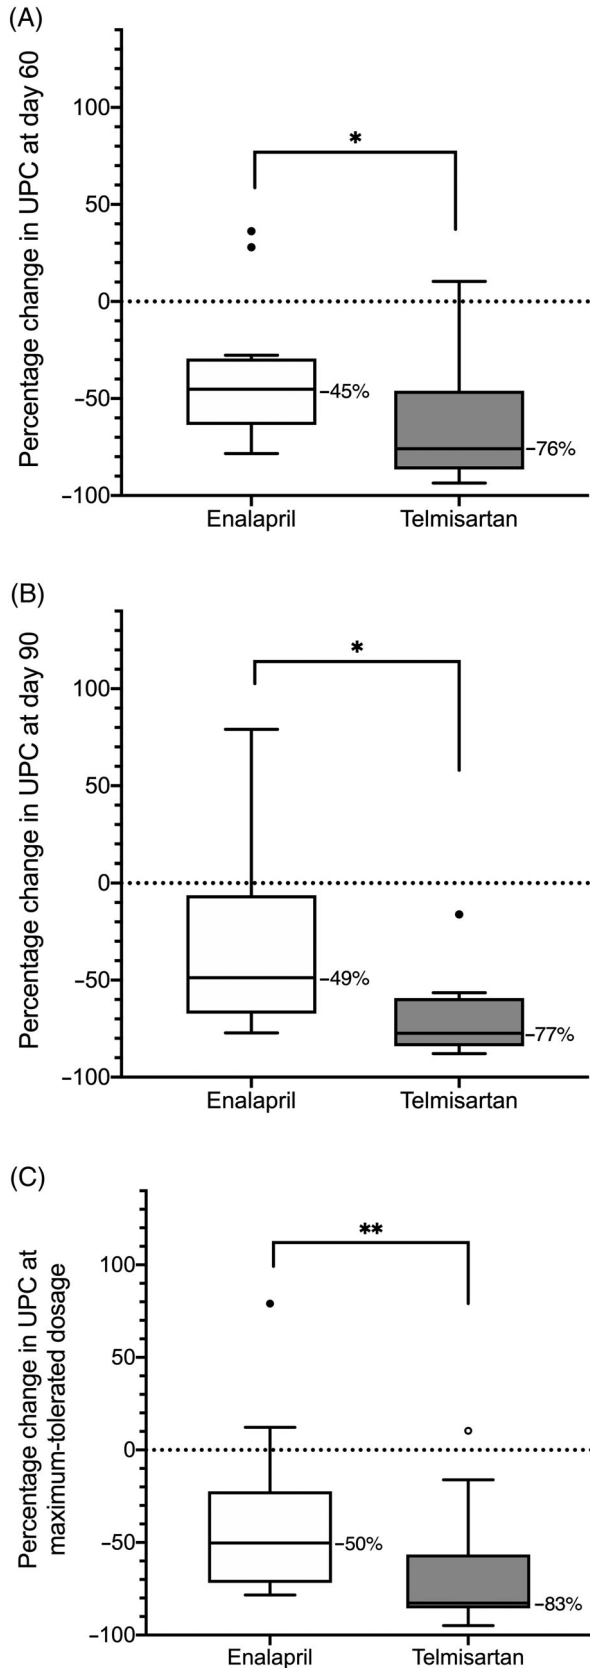 (A)
Percentage change in UPC at day 60
100
50
0
−50
−100
*
−45%
−76%
Enalapril
Telmisartan
(B)
Percentage change in UPC at day 90
100
50
0
−50
−100
*
−49%
−77%
Enalapril
Telmisartan
(C)
Percentage change in UPC at
maximum-tolerated dosage
100
50
0
−50
−100
**
−50%
−83%
Enalapril
Telmisartan